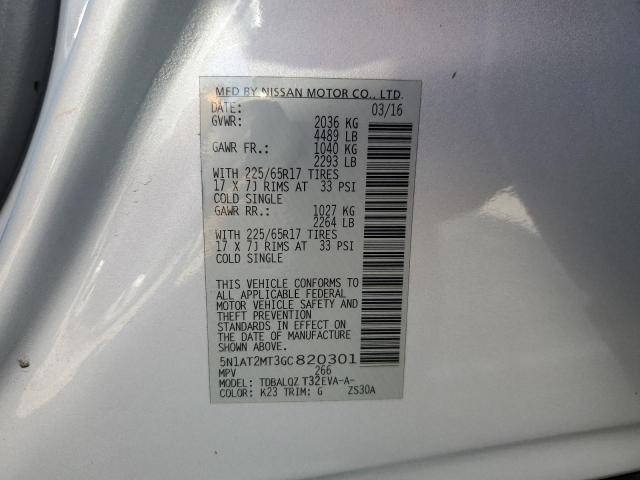 MFD BY NISSAN MOTOR CO., LTD.
DATE: 03/16
GVWR: 2036 KG
4489 LB
GAWR FR.: 1040 KG
2293 LB
WITH 225/65R17 TIRES
17 X 7J RIMS AT 33 PSI
COLD SINGLE
GAWR RR.: 1027 KG
2264 LB
WITH 225/65R17 TIRES
17 X 7J RIMS AT 33 PSI
COLD SINGLE
THIS VEHICLE CONFORMS TO
ALL APPLICABLE FEDERAL
MOTOR VEHICLE SAFETY AND
THEFT PREVENTION
STANDARDS IN EFFECT ON
THE DATE OF MANUFACTURE
SHOWN ABOVE.
5N1AT2MT3GC820301
MPV 266
MODEL: TDBALQZ T32EVA-A-
COLOR: K23 TRIM: G ZS30A